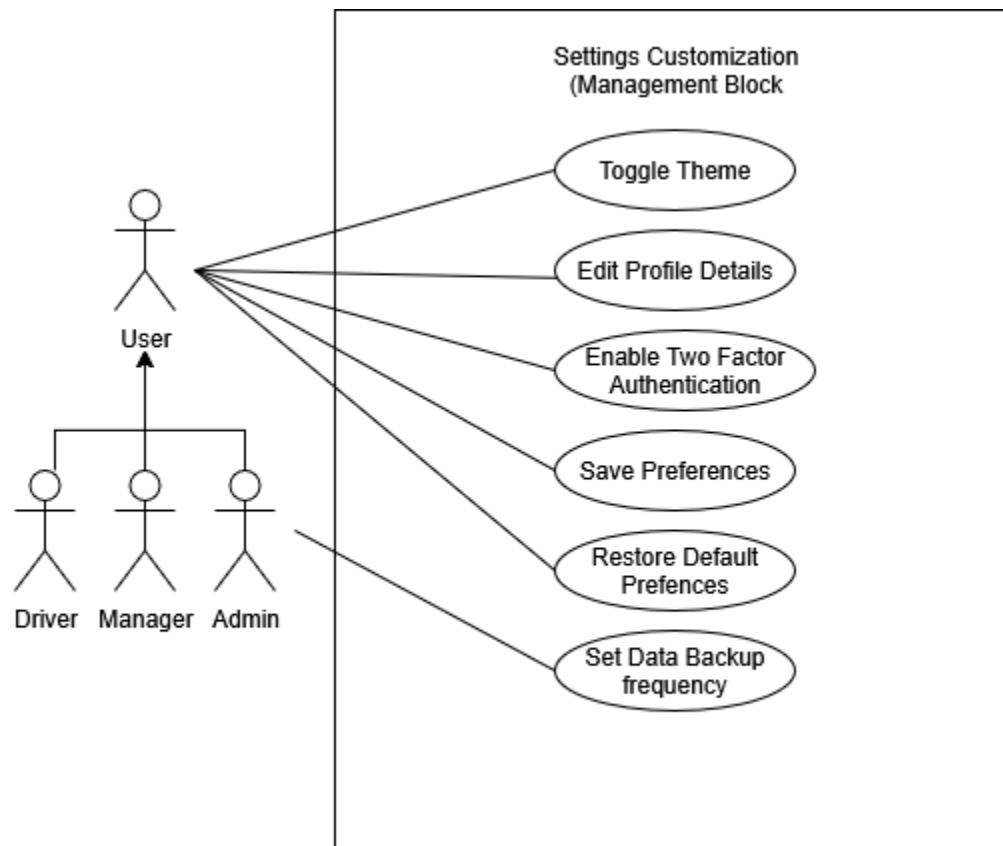 Settings Customization
(Management Block
Toggle Theme
Edit Profile Details
User
Enable Two Factor
Authentication
Save Preferences
Restore Default
Prefences
Driver
Manager
Admin
Set Data Backup
frequency